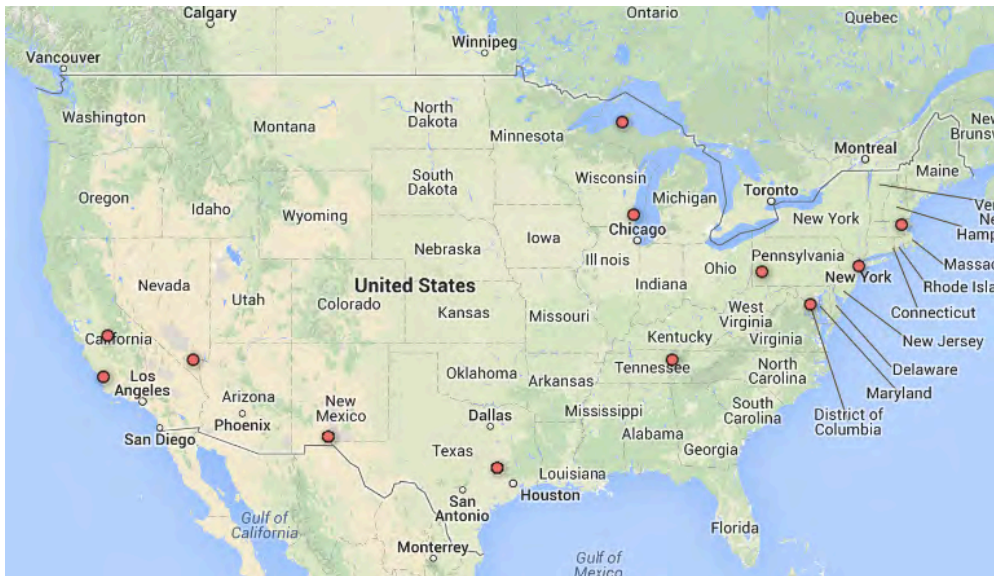 Calgary
Ontario
Quebec
Winnipeg
Vancouver
Washington
Montana
North
Dakota
Minnesota
Montreal
Maine
New
Brunsw
Oregon
Idaho
Wyoming
South
Dakota
Wisconsin
Michigan
Toronto
New York
Ver
Ne
Hamp
Massac
Rhode Isla
Connecticut
New Jersey
Delaware
Maryland
District of
Columbia
Nevada
Utah
Colorado
Nebraska
Iowa
Chicago
Ill nois
Indiana
Ohio
Pennsylvania
New York
United States
Kansas
Missouri
West
Virginia
Virginia
Kentucky
Tennessee
North
Carolina
South
Carolina
California
Los
Angeles
San Diego
Arizona
Phoenix
New
Mexico
Oklahoma
Arkansas
Dallas
Mississippi
Alabama
Georgia
Texas
Louisiana
Houston
San
Antonio
Florida
Gulf of
California
Monterrey
Gulf of
Mexico